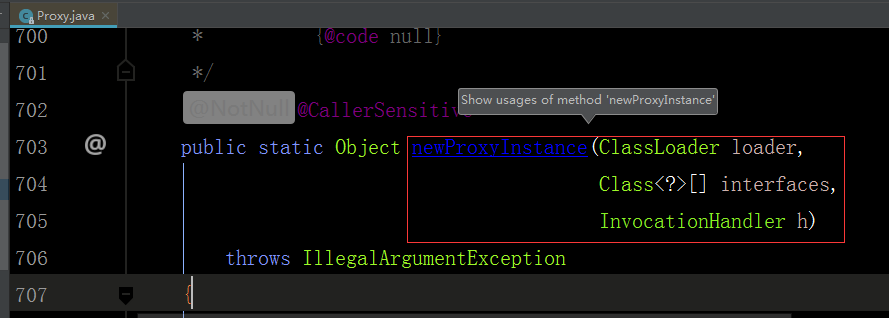 Proxy.java
700 * {@code null}
701 */
702 @NotNull @CallerSensitive
Show usages of method 'newProxyInstance'
703 @ public static Object newProxyInstance(ClassLoader loader,
704 Class<?>[] interfaces,
705 InvocationHandler h)
706 throws IllegalArgumentException
707 {